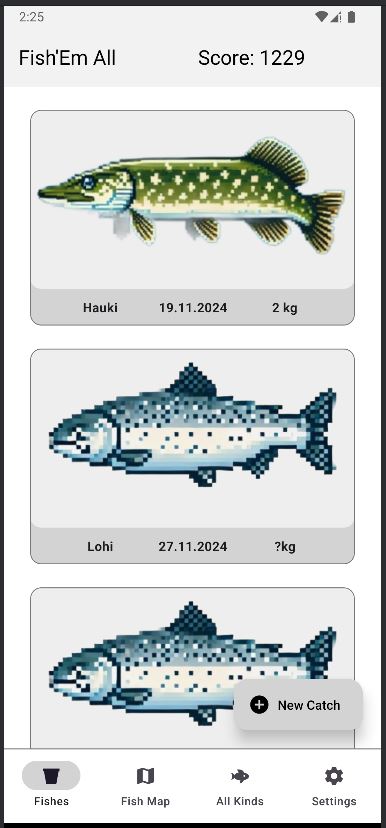 2:25
Fish'Em All Score: 1229
Hauki 19.11.2024 2 kg
Lohi 27.11.2024 ?kg
New Catch
Fishes Fish Map All Kinds Settings